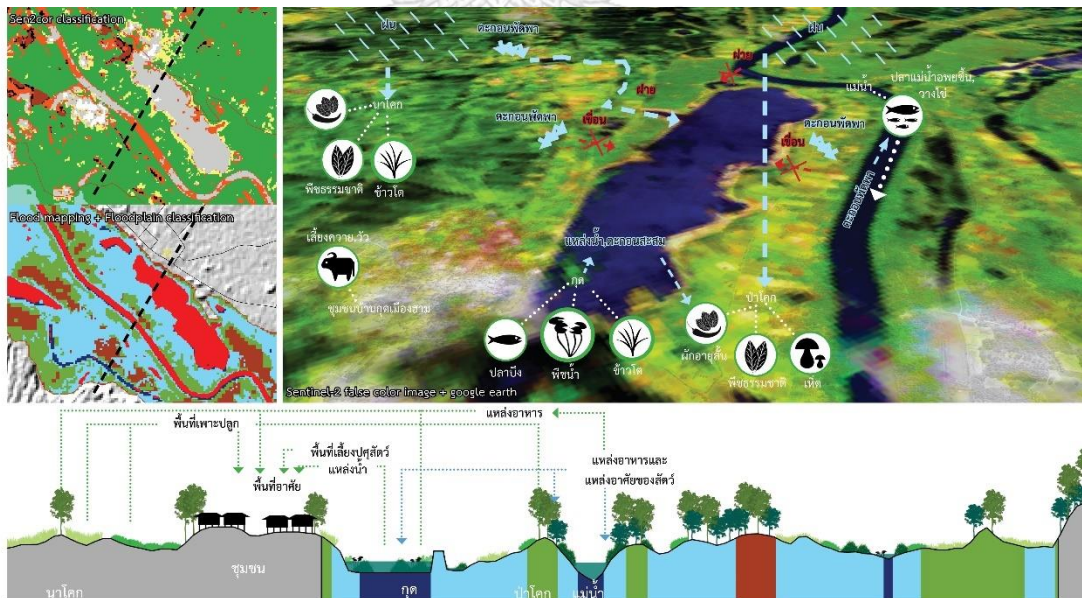 Sen2cor classification
Flood mapping + Floodplain classification
ฝน
ตะกอนพัดพา
ฝาย
ฝน
ปลาแม่น้ำอพยขึ้น,
วางไข่
แม่น้ำ
นาโคก
ฝาย
ตะกอนพัดพา
เขื่อน
ตะกอนพัดพา
เขื่อน
พืชธรรมชาติ
ข้าวโต
ตะกอนพัดพา
เลี้ยงควาย,วัว
แหล่งน้ำ,ตะกอนสะสม
ชุมชนบ้านกุดเมืองฮาม
กุด
ป่าโคก
ปลาบึง
พืชน้ำ
ข้าวโต
ผักอายุสั้น
พืชธรรมชาติ
เห็ด
Sentinel-2 false color image + google earth
แหล่งอาหาร
พื้นที่เพาะปลูก
พื้นที่เลี้ยงปศุสัตว์
แหล่งน้ำ
พื้นที่อาศัย
แหล่งอาหารและ
แหล่งอาศัยของสัตว์
ชุมชน
นาโคก
กุด
ป่าโคก
แม่น้ำ